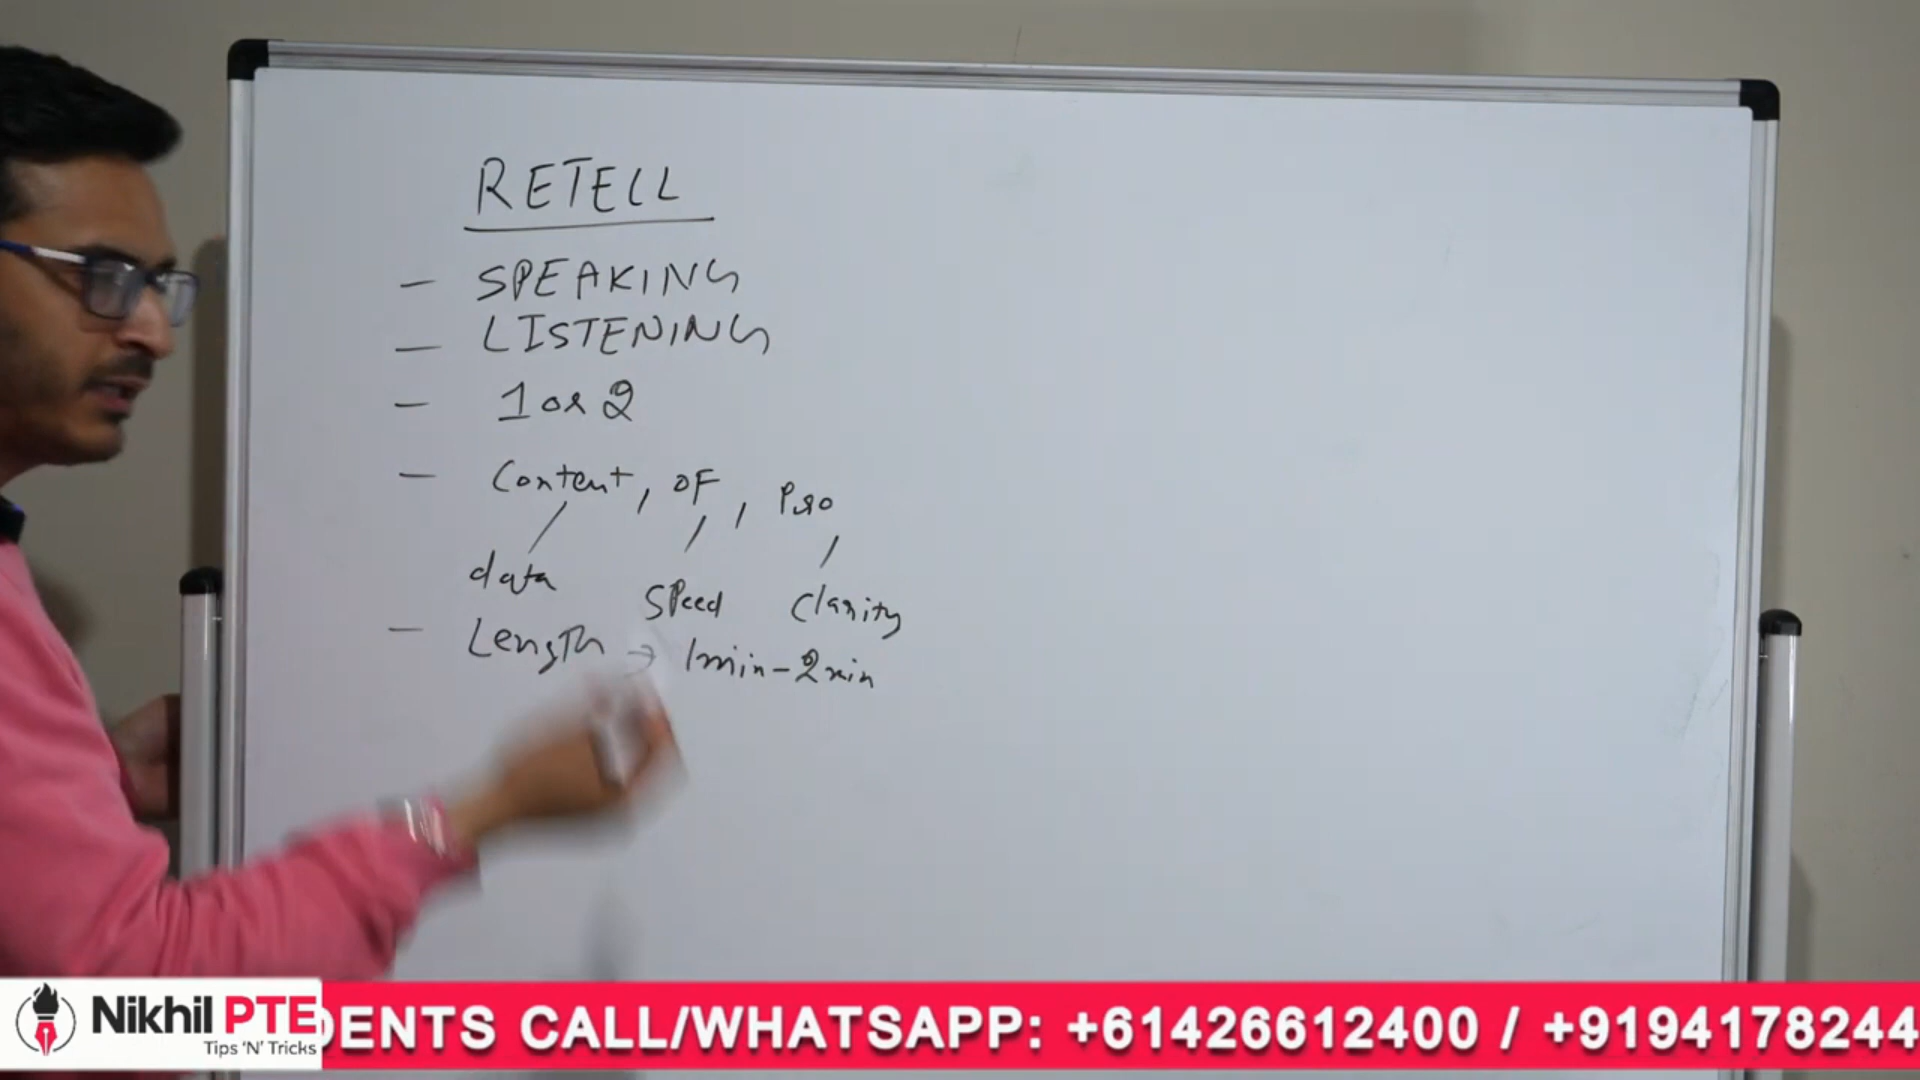 RETELL
- SPEAKING
- LISTENING
- 1 or 2
- Content, OF, Pro
data speed clarity
- Length → 1min-2min
Nikhil PTE
Tips 'N' Tricks
DENTS CALL/WHATSAPP: +61426612400 / +9194178244